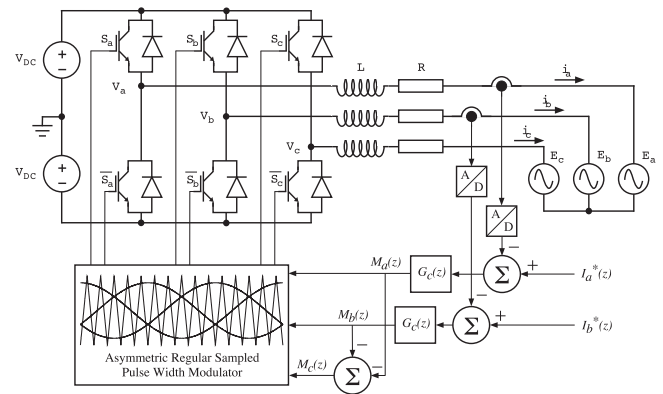 V_DC
V_DC
S_a
S_b
S_c
V_a
V_b
V_c
L
R
i_a
i_b
i_c
S̅_a
S̅_b
S̅_c
E_c
E_b
E_a
A
D
A
D
M_a(z)
G_c(z)
Σ
I_a*(z)
M_b(z)
G_c(z)
Σ
I_b*(z)
M_c(z)
Σ
Asymmetric Regular Sampled
Pulse Width Modulator